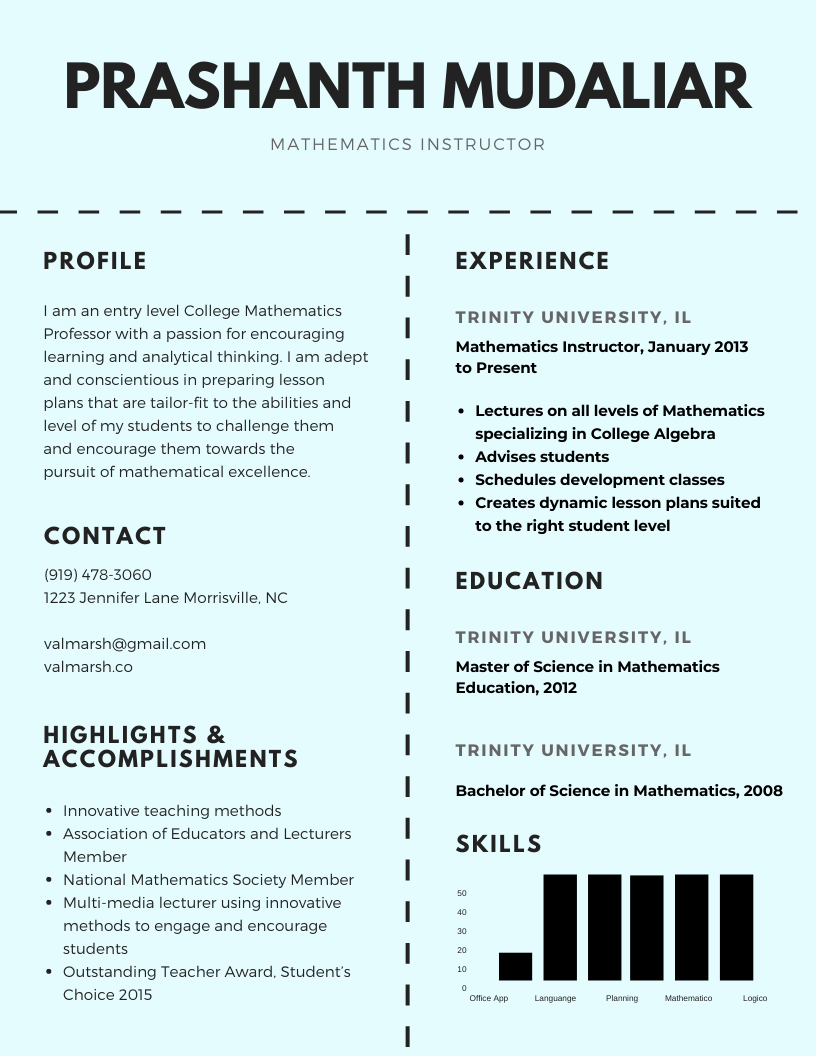 PRASHANTH MUDALIAR
MATHEMATICS INSTRUCTOR
PROFILE
I am an entry level College Mathematics
Professor with a passion for encouraging
learning and analytical thinking. I am adept
and conscientious in preparing lesson
plans that are tailor-fit to the abilities and
level of my students to challenge them
and encourage them towards the
pursuit of mathematical excellence.
CONTACT
(919) 478-3060
1223 Jennifer Lane Morrisville, NC
valmarsh@gmail.com
valmarsh.co
HIGHLIGHTS &
ACCOMPLISHMENTS
• Innovative teaching methods
• Association of Educators and Lecturers
Member
• National Mathematics Society Member
• Multi-media lecturer using innovative
methods to engage and encourage
students
• Outstanding Teacher Award, Student's
Choice 2015
EXPERIENCE
TRINITY UNIVERSITY, IL
Mathematics Instructor, January 2013
to Present
• Lectures on all levels of Mathematics
specializing in College Algebra
• Advises students
• Schedules development classes
• Creates dynamic lesson plans suited
to the right student level
EDUCATION
TRINITY UNIVERSITY, IL
Master of Science in Mathematics
Education, 2012
TRINITY UNIVERSITY, IL
Bachelor of Science in Mathematics, 2008
SKILLS
50
40
30
20
10
0
Office App Languange Planning Mathematico Logico